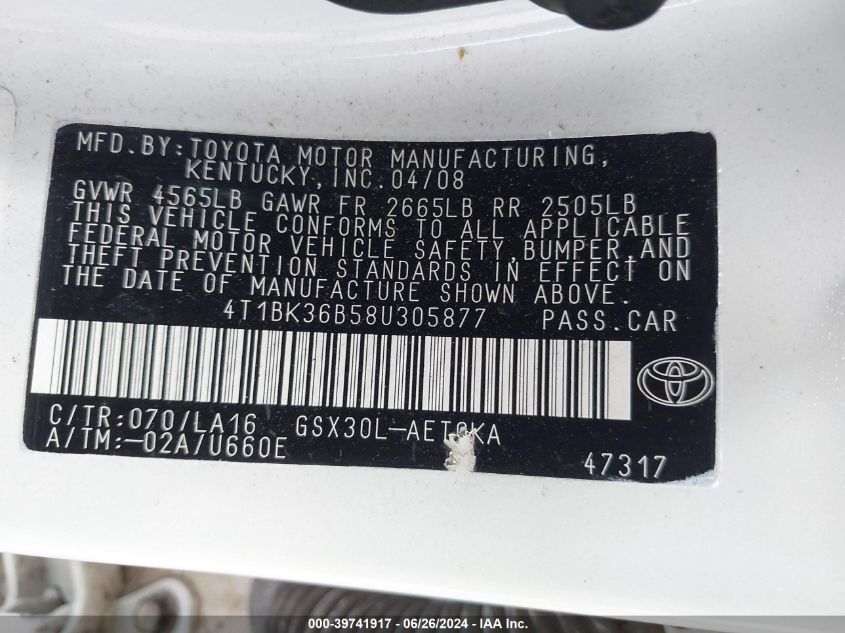 MFD.BY:TOYOTA MOTOR MANUFACTURING,
KENTUCKY,INC.04/08
GVWR 4565LB GAWR FR 2665LB RR 2505LB
THIS VEHICLE CONFORMS TO ALL APPLICABLE
FEDERAL MOTOR VEHICLE SAFETY,BUMPER,AND
THEFT PREVENTION STANDARDS IN EFFECT ON
THE DATE OF MANUFACTURE SHOWN ABOVE.
4T1BK36B58U305877 PASS.CAR
C/TR:070/LA16
A/TM:-02A/U660E
47317
000-39741917 - 06/26/2024 - IAA Inc.